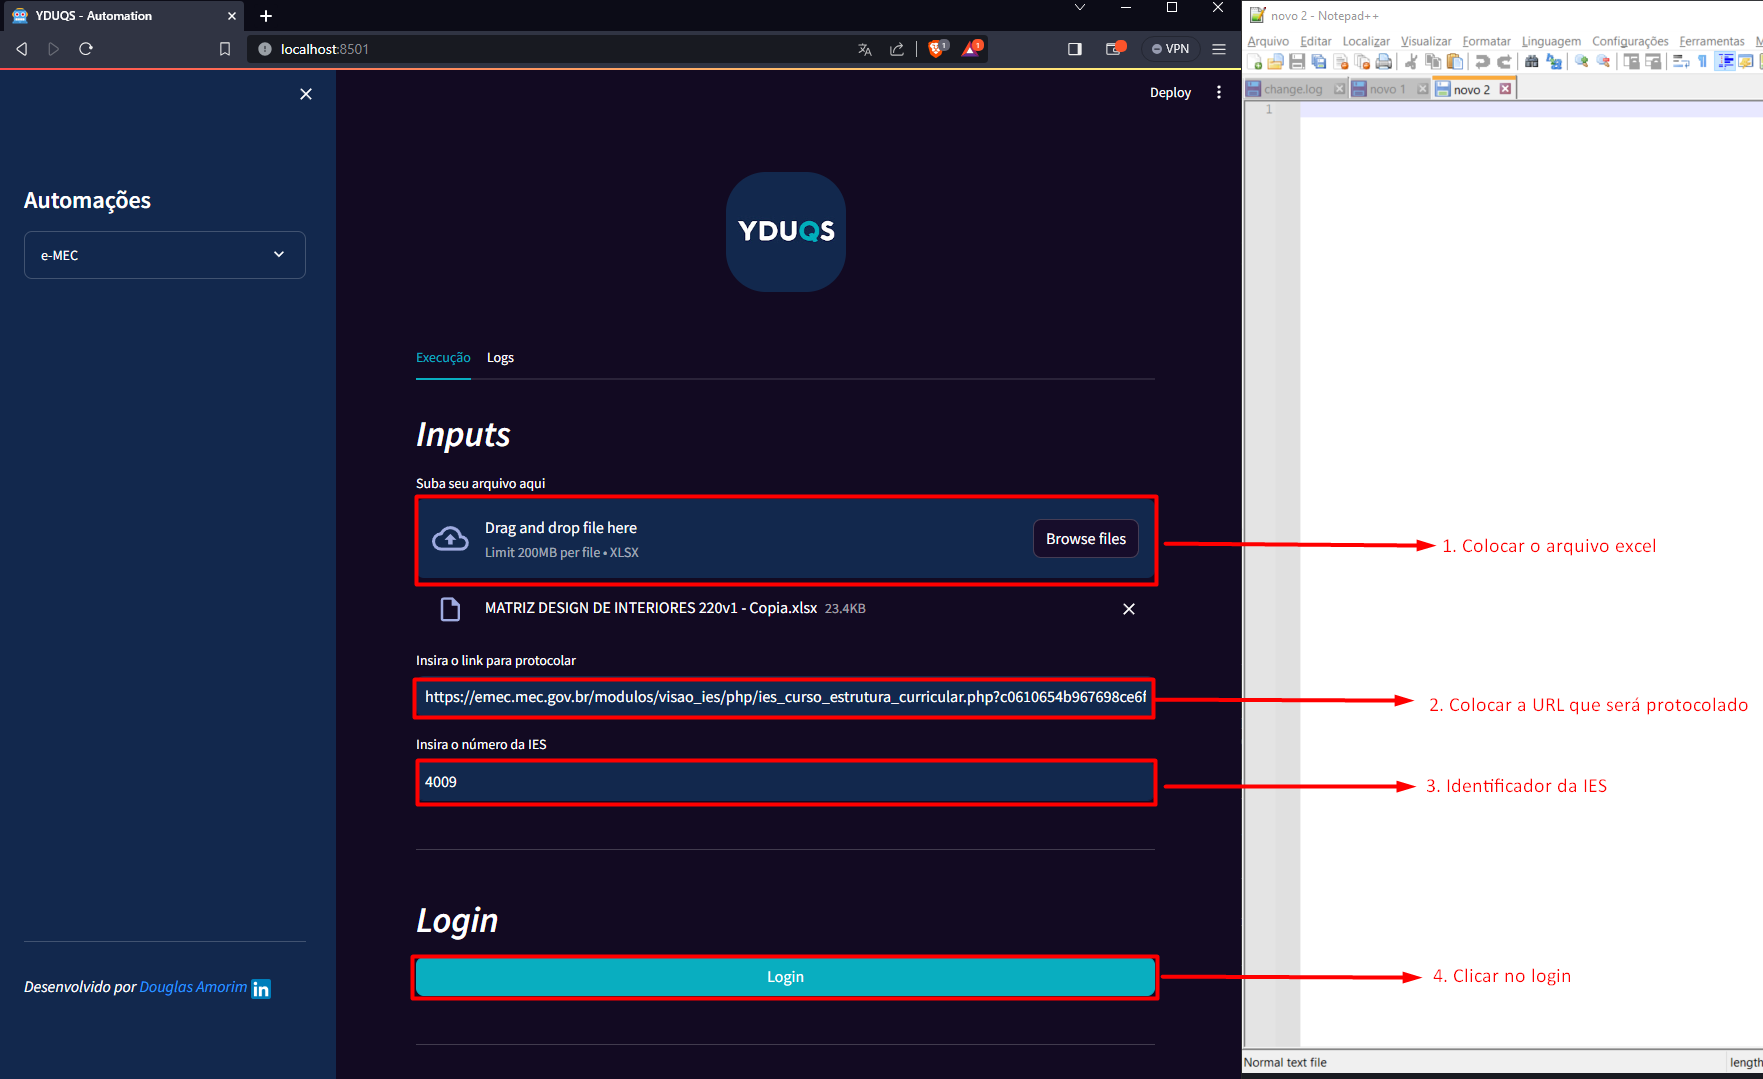 YDUQS - Automation
novo 2 - Notepad++
localhost:8501
1
1
VPN
Arquivo Editar Localizar Visualizar Formatar Linguagem Configurações Ferramentas M
change.log novo 1 novo 2
1
Deploy
Automações
e-MEC
YDUQS
Execução Logs
Inputs
Suba seu arquivo aqui
Drag and drop file here
Limit 200MB per file • XLSX
Browse files
1. Colocar o arquivo excel
MATRIZ DESIGN DE INTERIORES 220v1 - Copia.xlsx 23.4KB
Insira o link para protocolar
https://emec.mec.gov.br/modulos/visao_ies/php/ies_curso_estrutura_curricular.php?c0610654b967698ce6f
2. Colocar a URL que será protocolado
Insira o número da IES
4009
3. Identificador da IES
Login
Login
4. Clicar no login
Desenvolvido por Douglas Amorim in
Normal text file
length